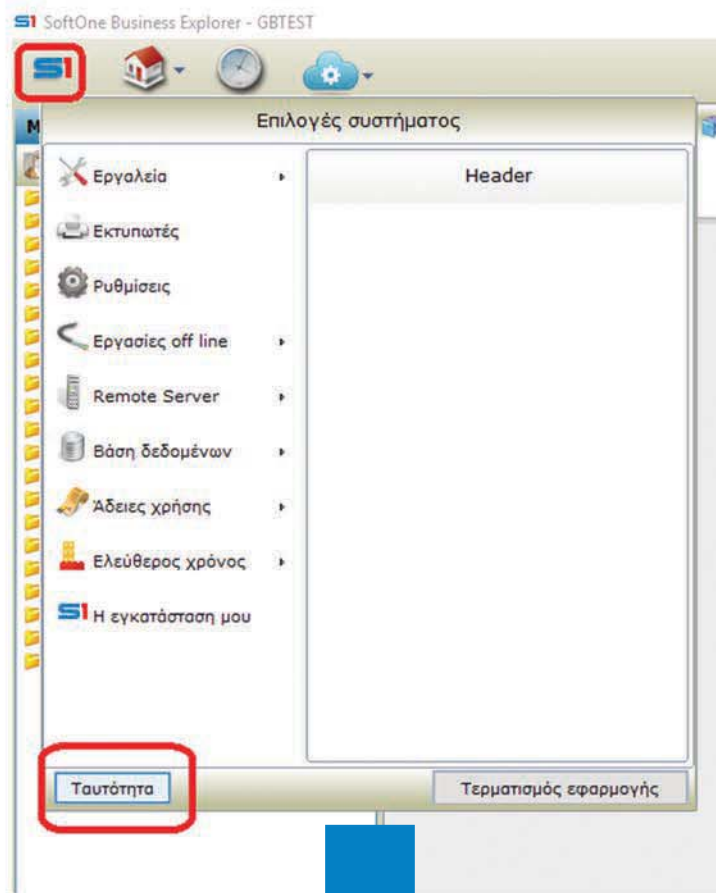 S1 SoftOne Business Explorer - GBTEST
S1
M
Επιλογές συστήματος
Εργαλεία
Header
Εκτυπωτές
Ρυθμίσεις
Εργασίες off line
Remote Server
Βάση δεδομένων
Άδειες χρήσης
Ελεύθερος χρόνος
S1 Η εγκατάσταση μου
Ταυτότητα
Τερματισμός εφαρμογής